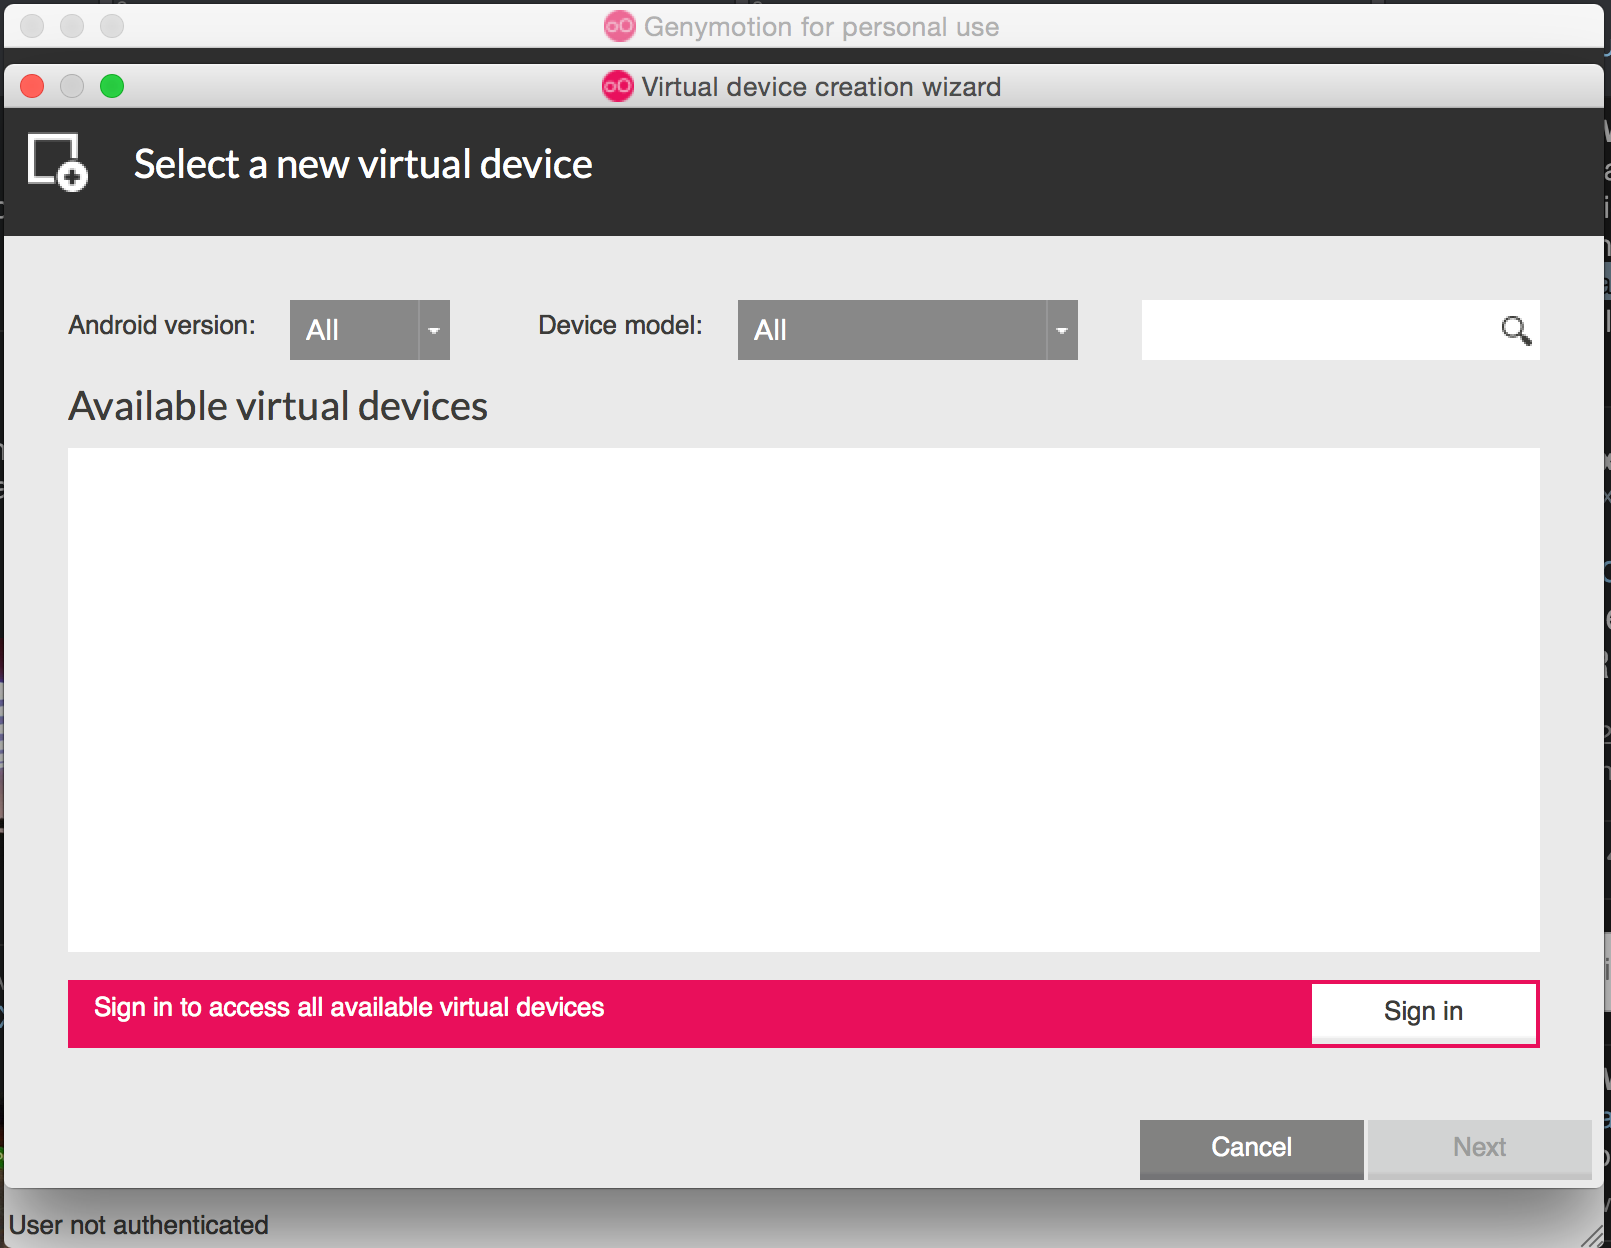 Genymotion for personal use
Virtual device creation wizard
Select a new virtual device
Android version: All Device model: All
Available virtual devices
Sign in to access all available virtual devices Sign in
Cancel Next
User not authenticated